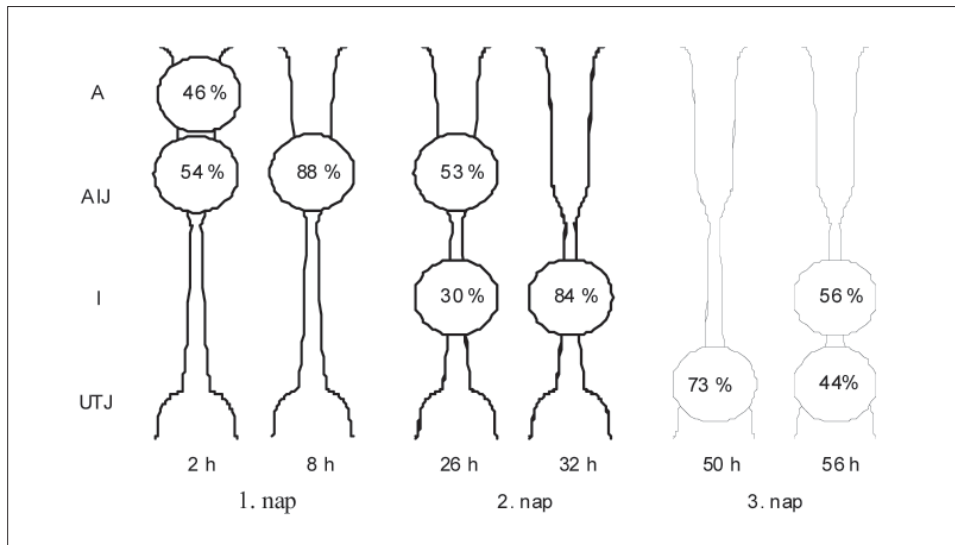 A
46 %
54 %
88 %
53 %
AIJ
I
30 %
84 %
56 %
UTJ
73 %
44%
2 h
8 h
26 h
32 h
50 h
56 h
1. nap
2. nap
3. nap